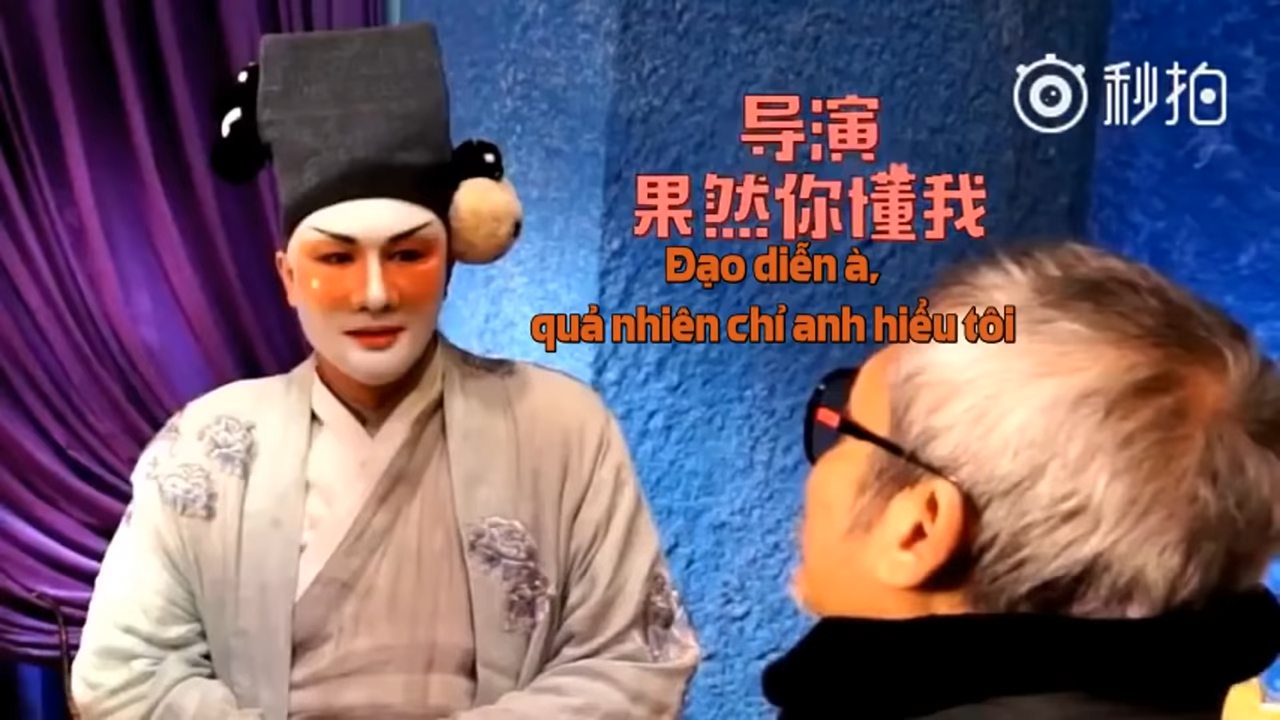 秒拍
导演
果然你懂我
Đạo diễn à,
quả nhiên chỉ anh hiểu tôi